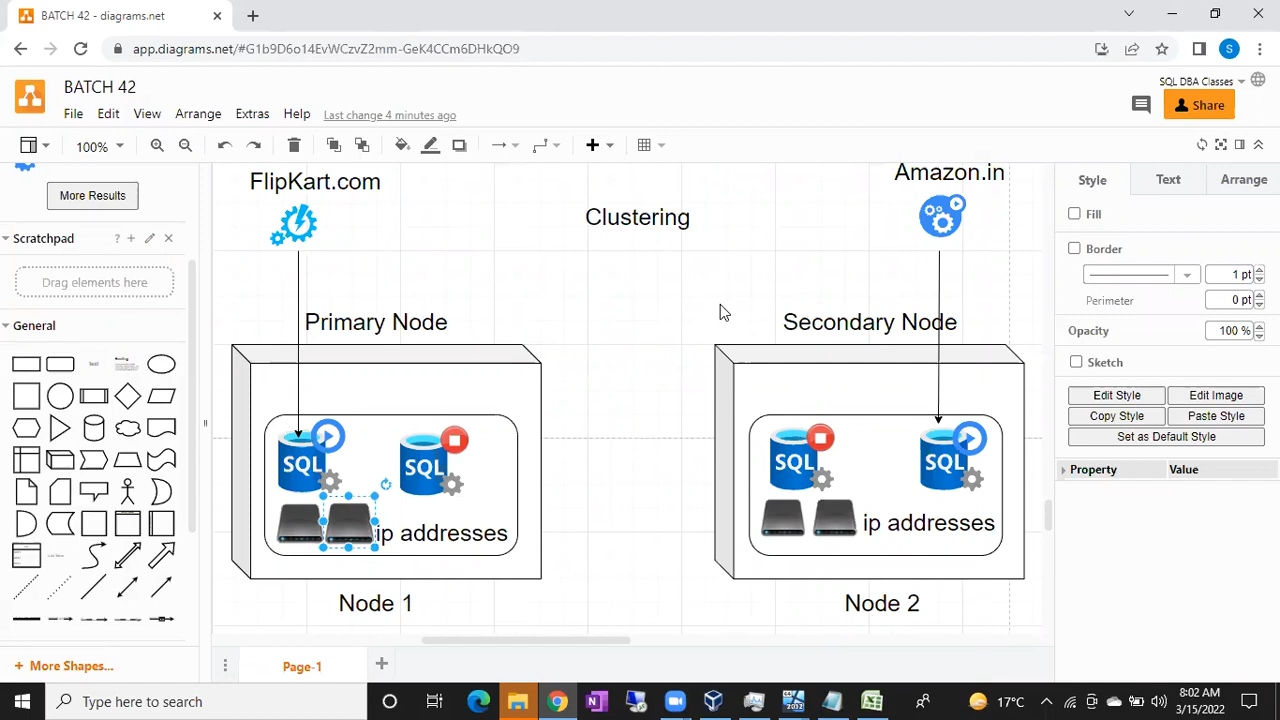 BATCH 42 - diagrams.net
app.diagrams.net/#G1b9D6o14EvWCzvZ2mm-GeK4CCm6DHkQO9
S
BATCH 42
SQL DBA Classes
File Edit View Arrange Extras Help Last change 4 minutes ago
Share
100%
More Results
Scratchpad
Drag elements here
General
Text
More Shapes...
FlipKart.com
Clustering
Amazon.in
Primary Node
Secondary Node
SQL
SQL
SQL
SQL
ip addresses
ip addresses
Node 1
Node 2
Page-1
Style Text Arrange
Fill
Border
1 pt
Perimeter 0 pt
Opacity 100 %
Sketch
Edit Style Edit Image
Copy Style Paste Style
Set as Default Style
Property Value
Type here to search
17°C
8:02 AM
3/15/2022